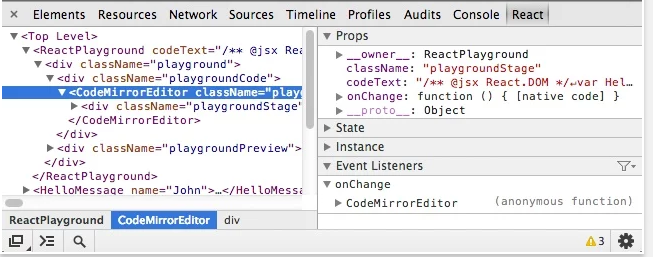 × Elements Resources Network Sources Timeline Profiles Audits Console React
▼<Top Level>
▼<ReactPlayground codeText="/** @jsx Rea
▼<div className="playground">
▼<div className="playgroundCode">
▼<CodeMirrorEditor className="playg
▶<div className="playgroundStage"
</CodeMirrorEditor>
</div>
▶<div className="playgroundPreview">
</div>
</ReactPlayground>
▶<HelloMessage name="John">…</HelloMessa
ReactPlayground CodeMirrorEditor div
▼ Props
▶ __owner__: ReactPlayground
className: "playgroundStage"
codeText: "/** @jsx React.DOM */↵var Hel…
▶ onChange: function () { [native code] }
▶ __proto__: Object
▶ State
▶ Instance
▼ Event Listeners
▼ onChange
▶ CodeMirrorEditor (anonymous function)
3